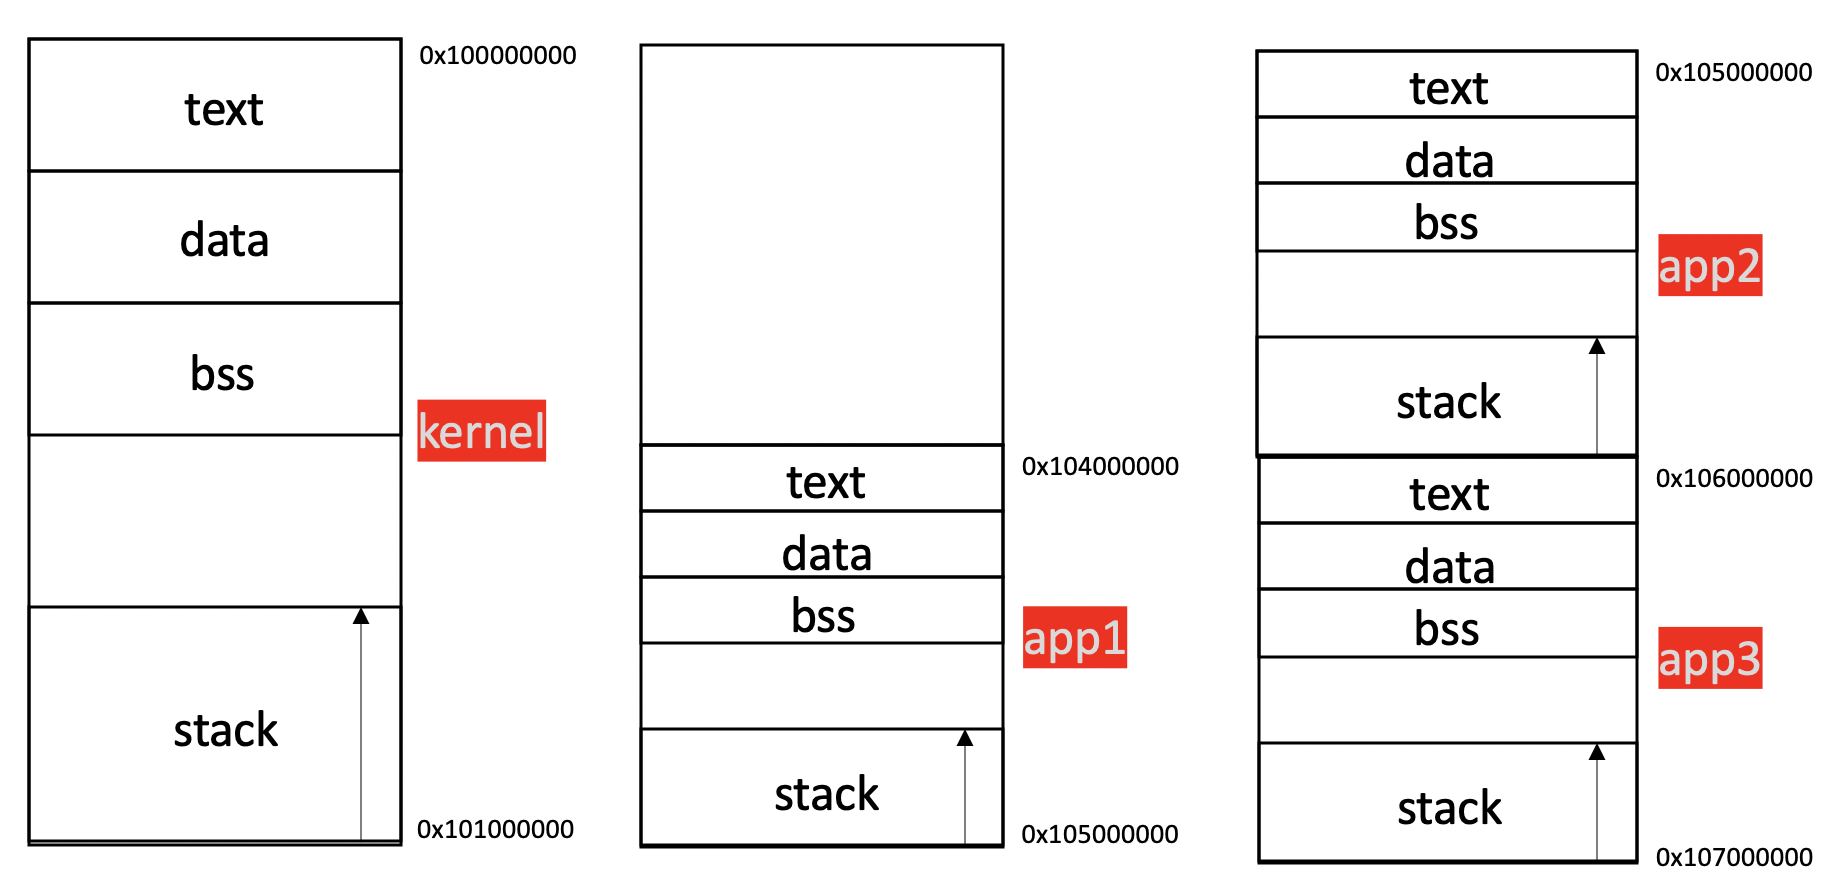 0x100000000
text
data
bss
kernel
stack
0x101000000
text
0x104000000
data
bss
app1
stack
0x105000000
text
0x105000000
data
bss
app2
stack
text
0x106000000
data
bss
app3
stack
0x107000000